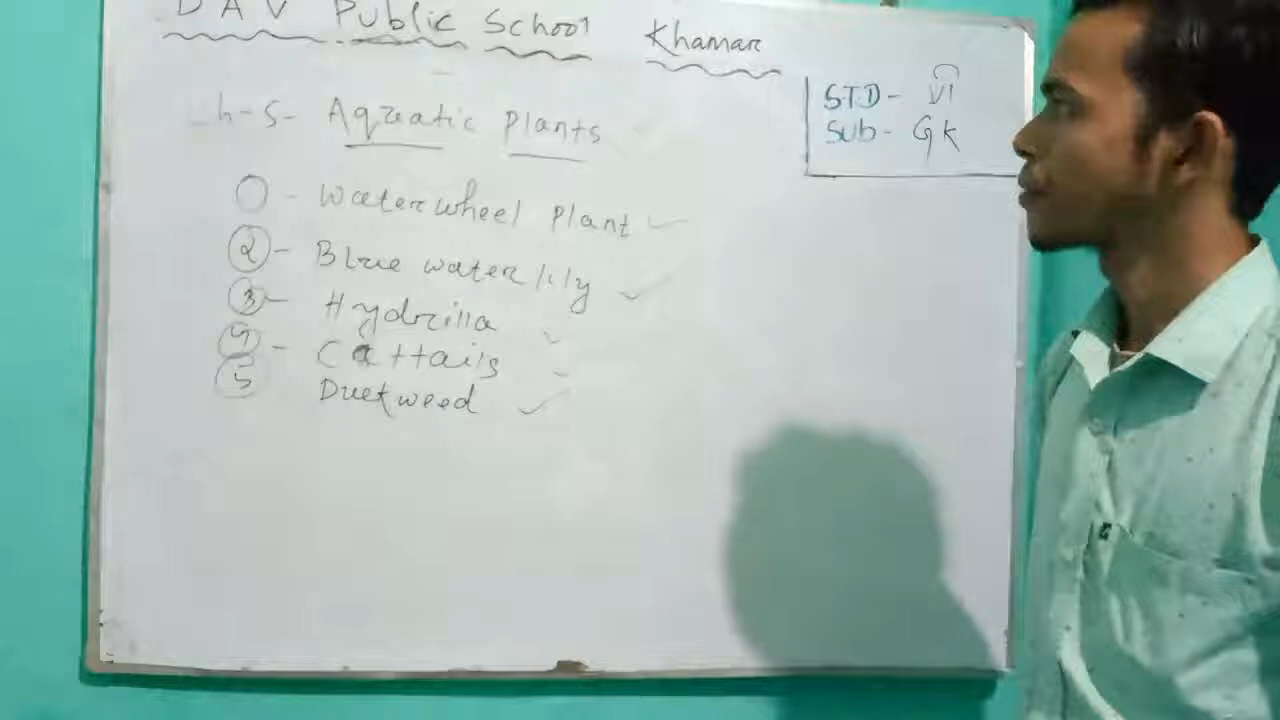 DAV Public School Khamar
STD- VI
Sub- GK
h-5- Aquatic Plants
Waterwheel Plant
② - Blue water lily
③ - Hydrilla
④ - Cattails
⑤ Duckweed